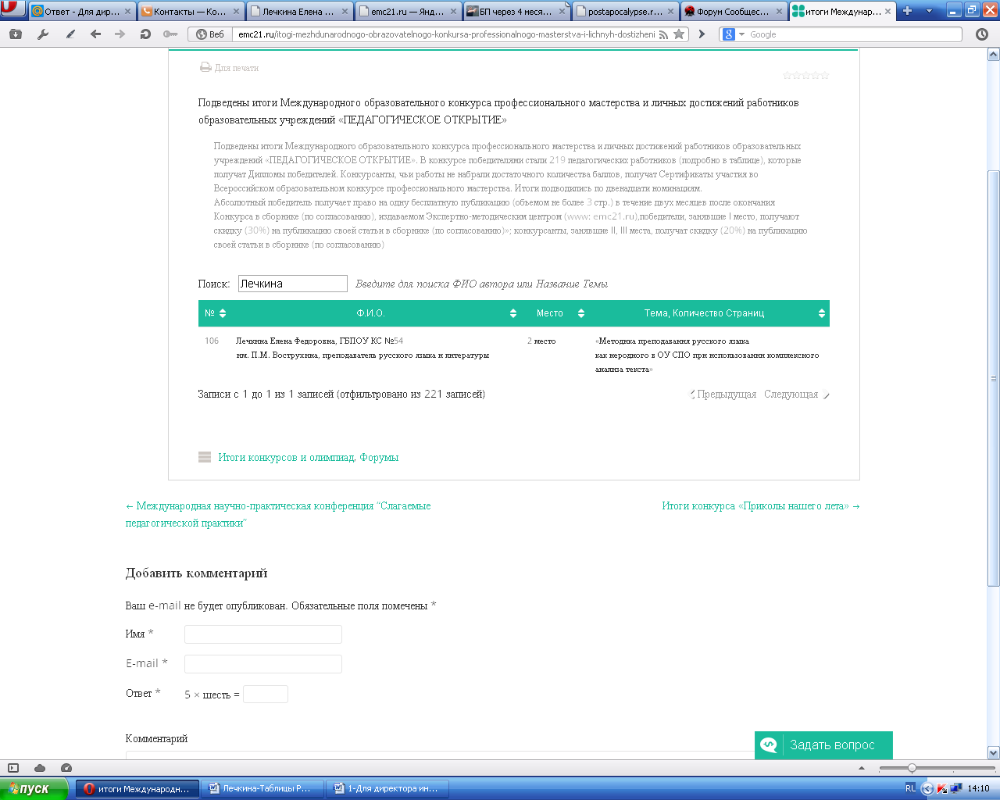 Ответ - Для дир...
Контакты — Ко...
Лечкина Елена ...
emc21.ru — Янд...
БП через 4 меся...
postapocalypse.r...
Форум Сообщес...
итоги Междунар...
Веб
emc21.ru/itogi-mezhdunarodnogo-obrazovatelnogo-konkursa-professionalnogo-masterstva-i-lichnyh-dostizheni
Google
Для печати
Подведены итоги Международного образовательного конкурса профессионального мастерства и личных достижений работников
образовательных учреждений «ПЕДАГОГИЧЕСКОЕ ОТКРЫТИЕ»
Подведены итоги Международного образовательного конкурса профессионального мастерства и личных достижений работников образовательных
учреждений «ПЕДАГОГИЧЕСКОЕ ОТКРЫТИЕ». В конкурсе победителями стали 219 педагогических работников (подробно в таблице), которые
получат Дипломы победителей. Конкурсанты, чьи работы не набрали достаточного количества баллов, получат Сертификаты участия во
Всероссийском образовательном конкурсе профессионального мастерства. Итоги подводились по двенадцати номинациям.
Абсолютный победитель получает право на одну бесплатную публикацию (объемом не более 3 стр.) в течение двух месяцев после окончания
Конкурса в сборнике (по согласованию), издаваемом Экспертно-методическим центром (www: emc21.ru),победители, занявшие I место, получают
скидку (30%) на публикацию своей статьи в сборнике (по согласованию)»; конкурсанты, занявшие II, III места, получат скидку (20%) на публикацию
своей статьи в сборнике (по согласованию)
Поиск: Лечкина Введите для поиска ФИО автора или Название Темы
№ Ф.И.О. Место Тема, Количество Страниц
106 Лечкина Елена Федоровна, ГБПОУ КС №54 2 место «Методика преподавания русского языка
им. П.М. Вострухина, преподаватель русского языка и литературы как неродного в ОУ СПО при использовании комплексного
анализа текста»
Записи с 1 до 1 из 1 записей (отфильтровано из 221 записей) Предыдущая Следующая
Итоги конкурсов и олимпиад, Форумы
← Международная научно-практическая конференция "Слагаемые
педагогической практики"
Итоги конкурса «Приколы нашего лета» →
Добавить комментарий
Ваш e-mail не будет опубликован. Обязательные поля помечены *
Имя *
E-mail *
Ответ * 5 × шесть =
Комментарий
Задать вопрос
пуск
итоги Международн...
Лечкина-Таблицы Р...
1-Для директора ин...
RL
14:10